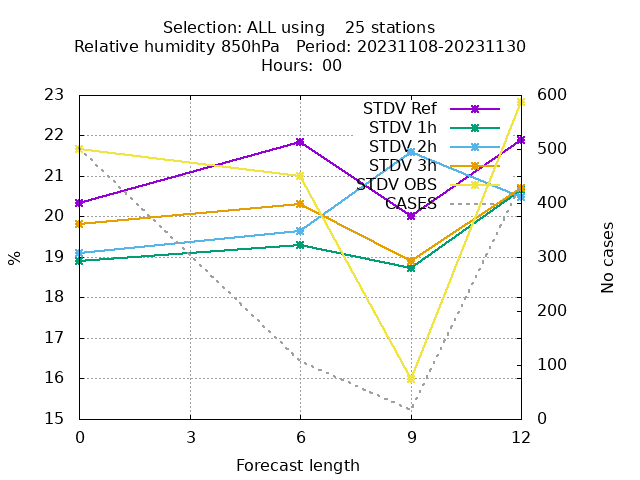 Selection: ALL using    25 stations
Relative humidity 850hPa   Period: 20231108-20231130
Hours: 00
23
22
21
20
19
18
17
16
15
%
600
500
400
300
200
100
0
No cases
STDV Ref
STDV 1h
STDV 2h
STDV 3h
STDV OBS
CASES
0 3 6 9 12
Forecast length